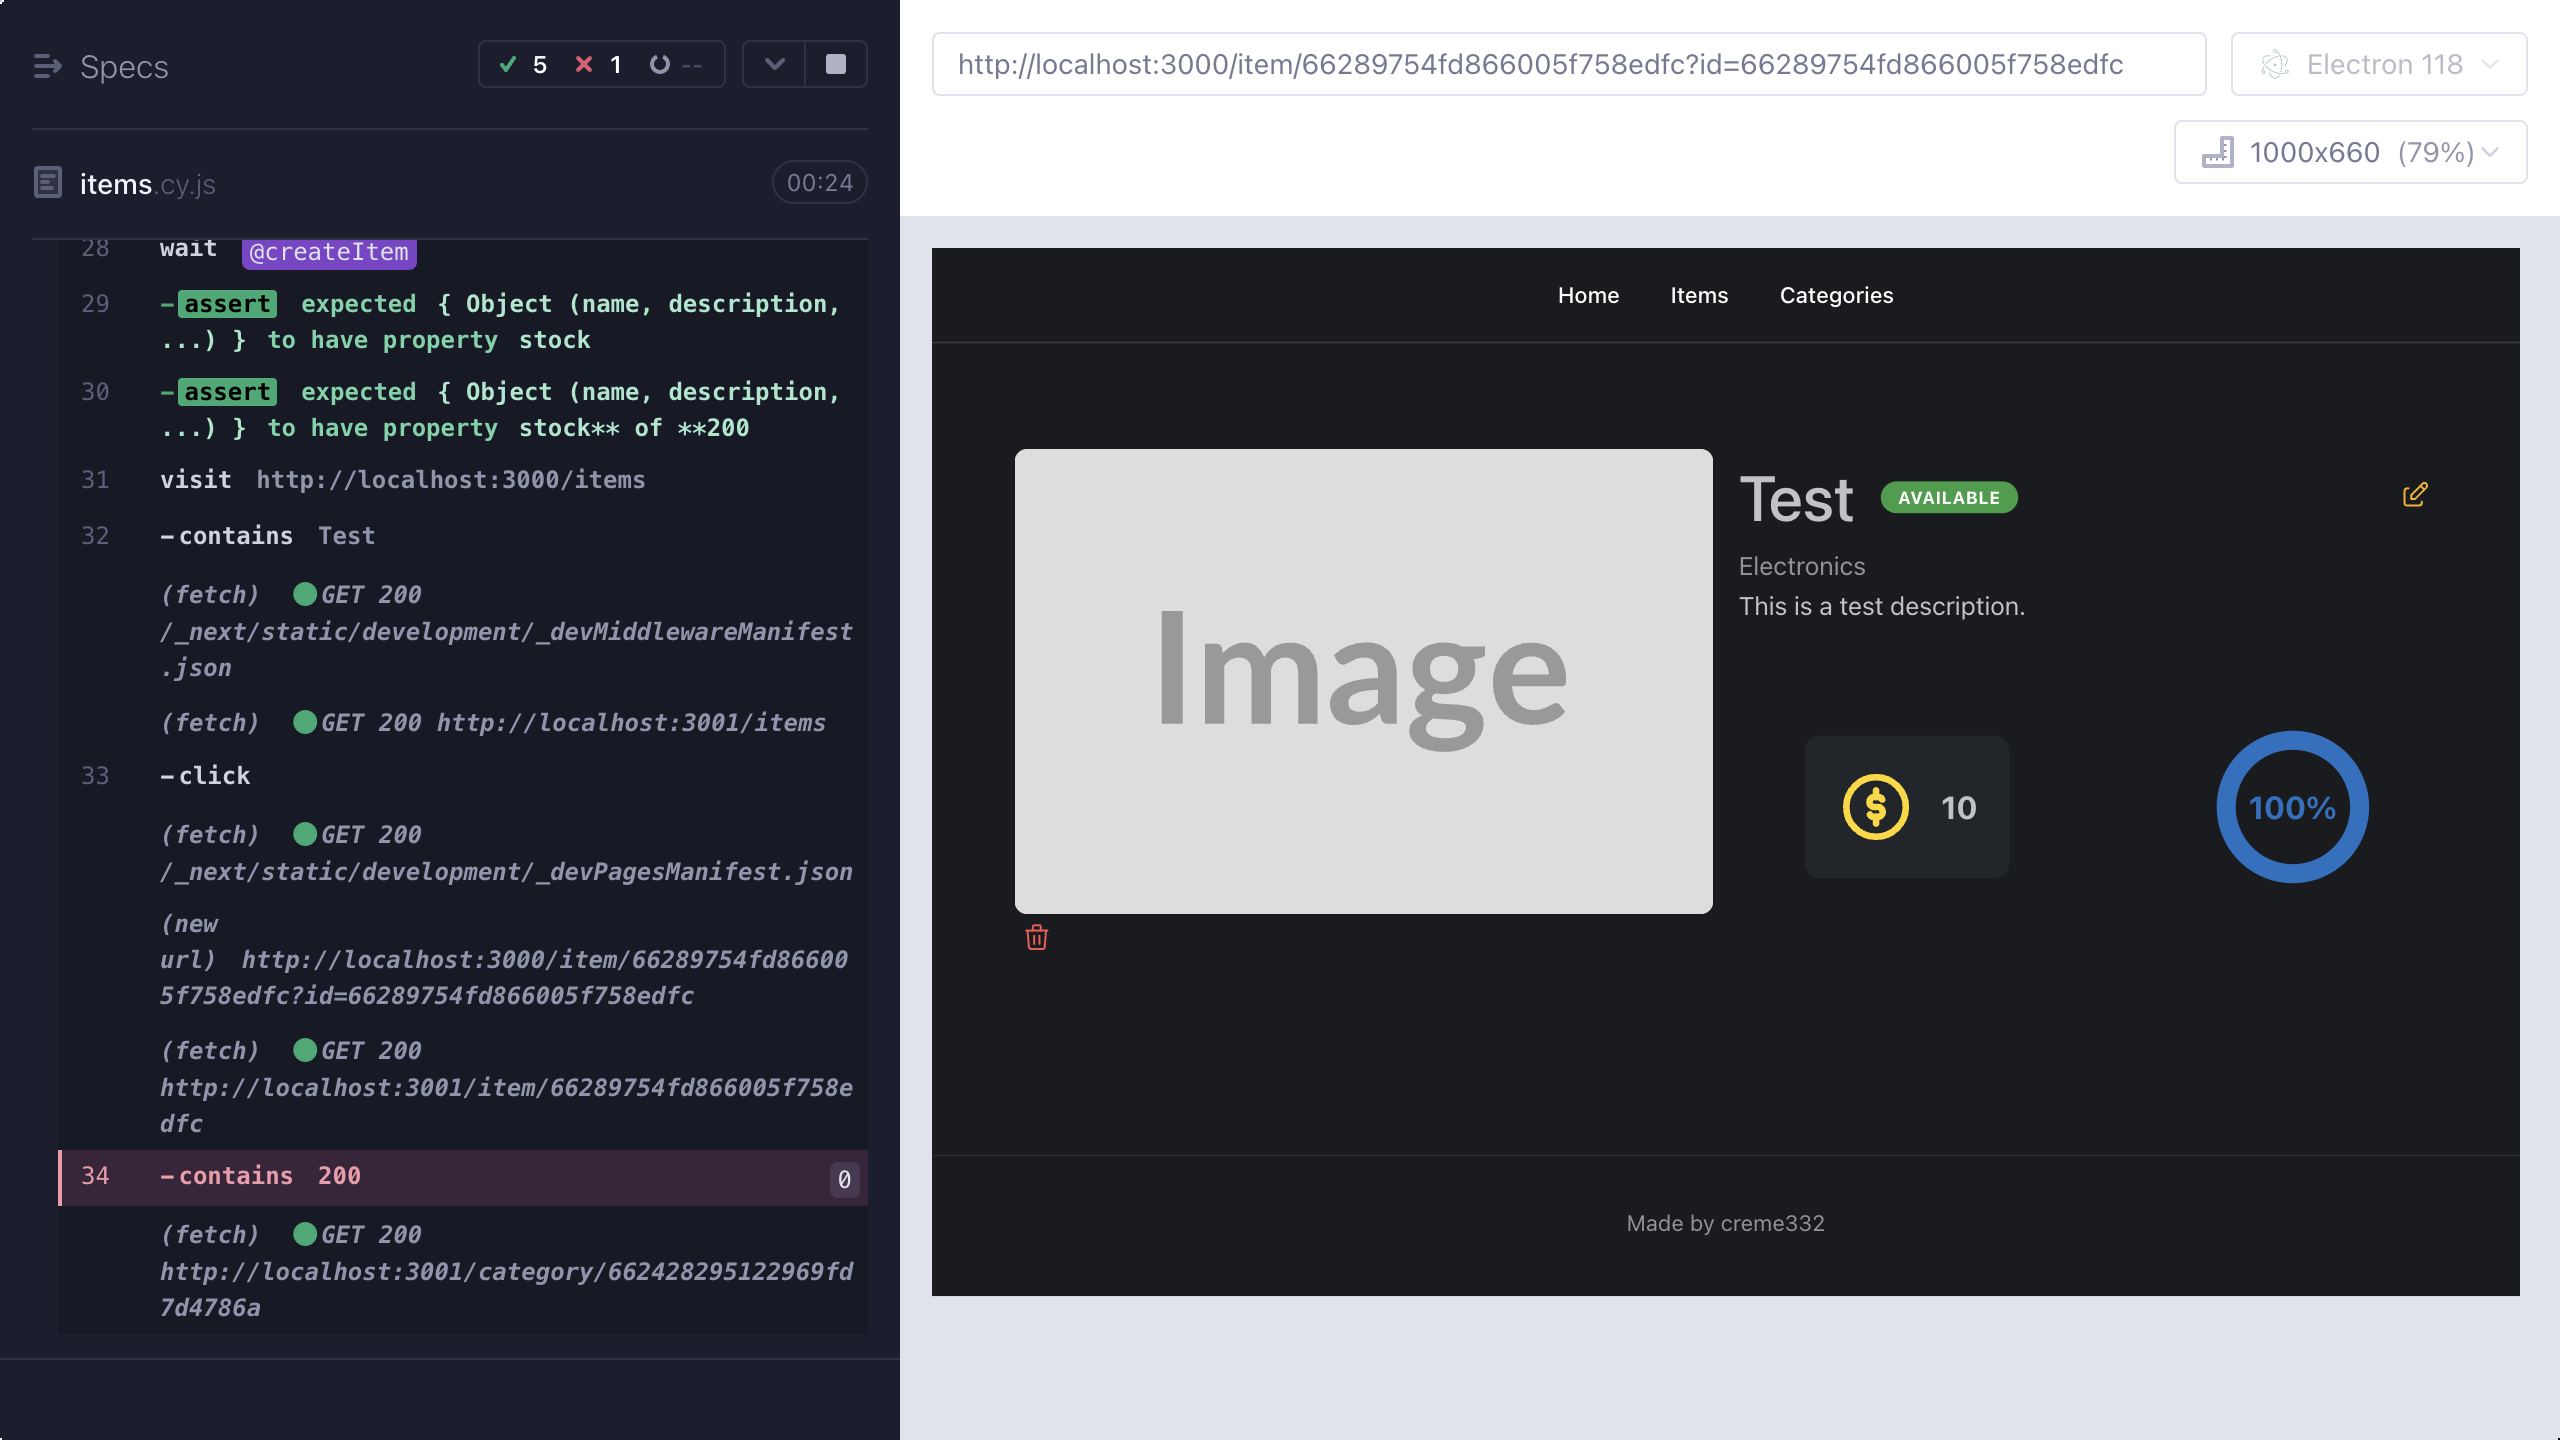 Specs
5 1 --
items.cy.js 00:24
28 wait @createItem
29 -assert expected { Object (name, description,
...) } to have property stock
30 -assert expected { Object (name, description,
...) } to have property stock** of **200
31 visit http://localhost:3000/items
32 -contains Test
(fetch) GET 200
/_next/static/development/_devMiddlewareManifest
.json
(fetch) GET 200 http://localhost:3001/items
33 -click
(fetch) GET 200
/_next/static/development/_devPagesManifest.json
(new
url) http://localhost:3000/item/66289754fd86600
5f758edfc?id=66289754fd866005f758edfc
(fetch) GET 200
http://localhost:3001/item/66289754fd866005f758e
dfc
34 -contains 200 0
(fetch) GET 200
http://localhost:3001/category/662428295122969fd
7d4786a
http://localhost:3000/item/66289754fd866005f758edfc?id=66289754fd866005f758edfc
Electron 118
1000x660 (79%)
Home Items Categories
Image
Test AVAILABLE
Electronics
This is a test description.
$ 10 100%
Made by creme332